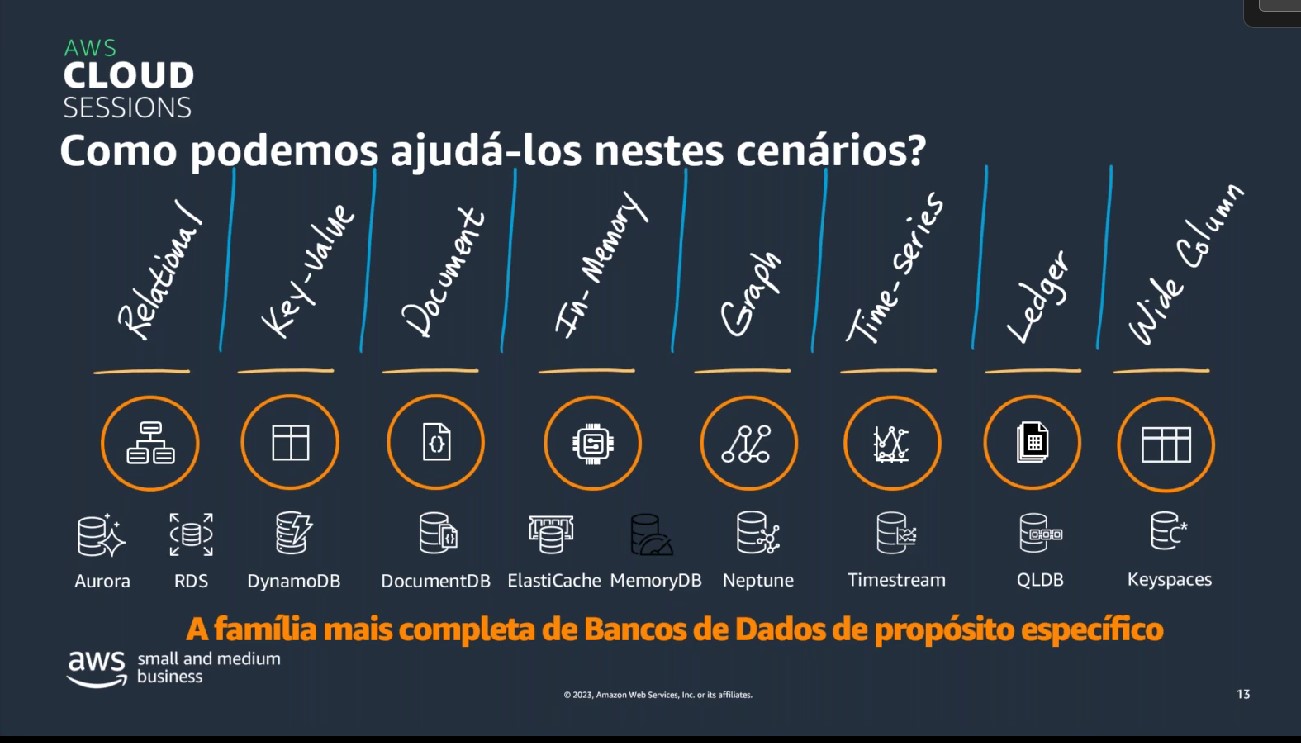 AWS
CLOUD
SESSIONS
Como podemos ajudá-los nestes cenários?
Relational Key-Value Document In-Memory Graph Time-series Ledger Wide Column
Aurora RDS DynamoDB DocumentDB ElastiCache MemoryDB Neptune Timestream QLDB Keyspaces
A família mais completa de Bancos de Dados de propósito específico
aws small and medium
business
© 2023, Amazon Web Services, Inc. or its affiliates.
13